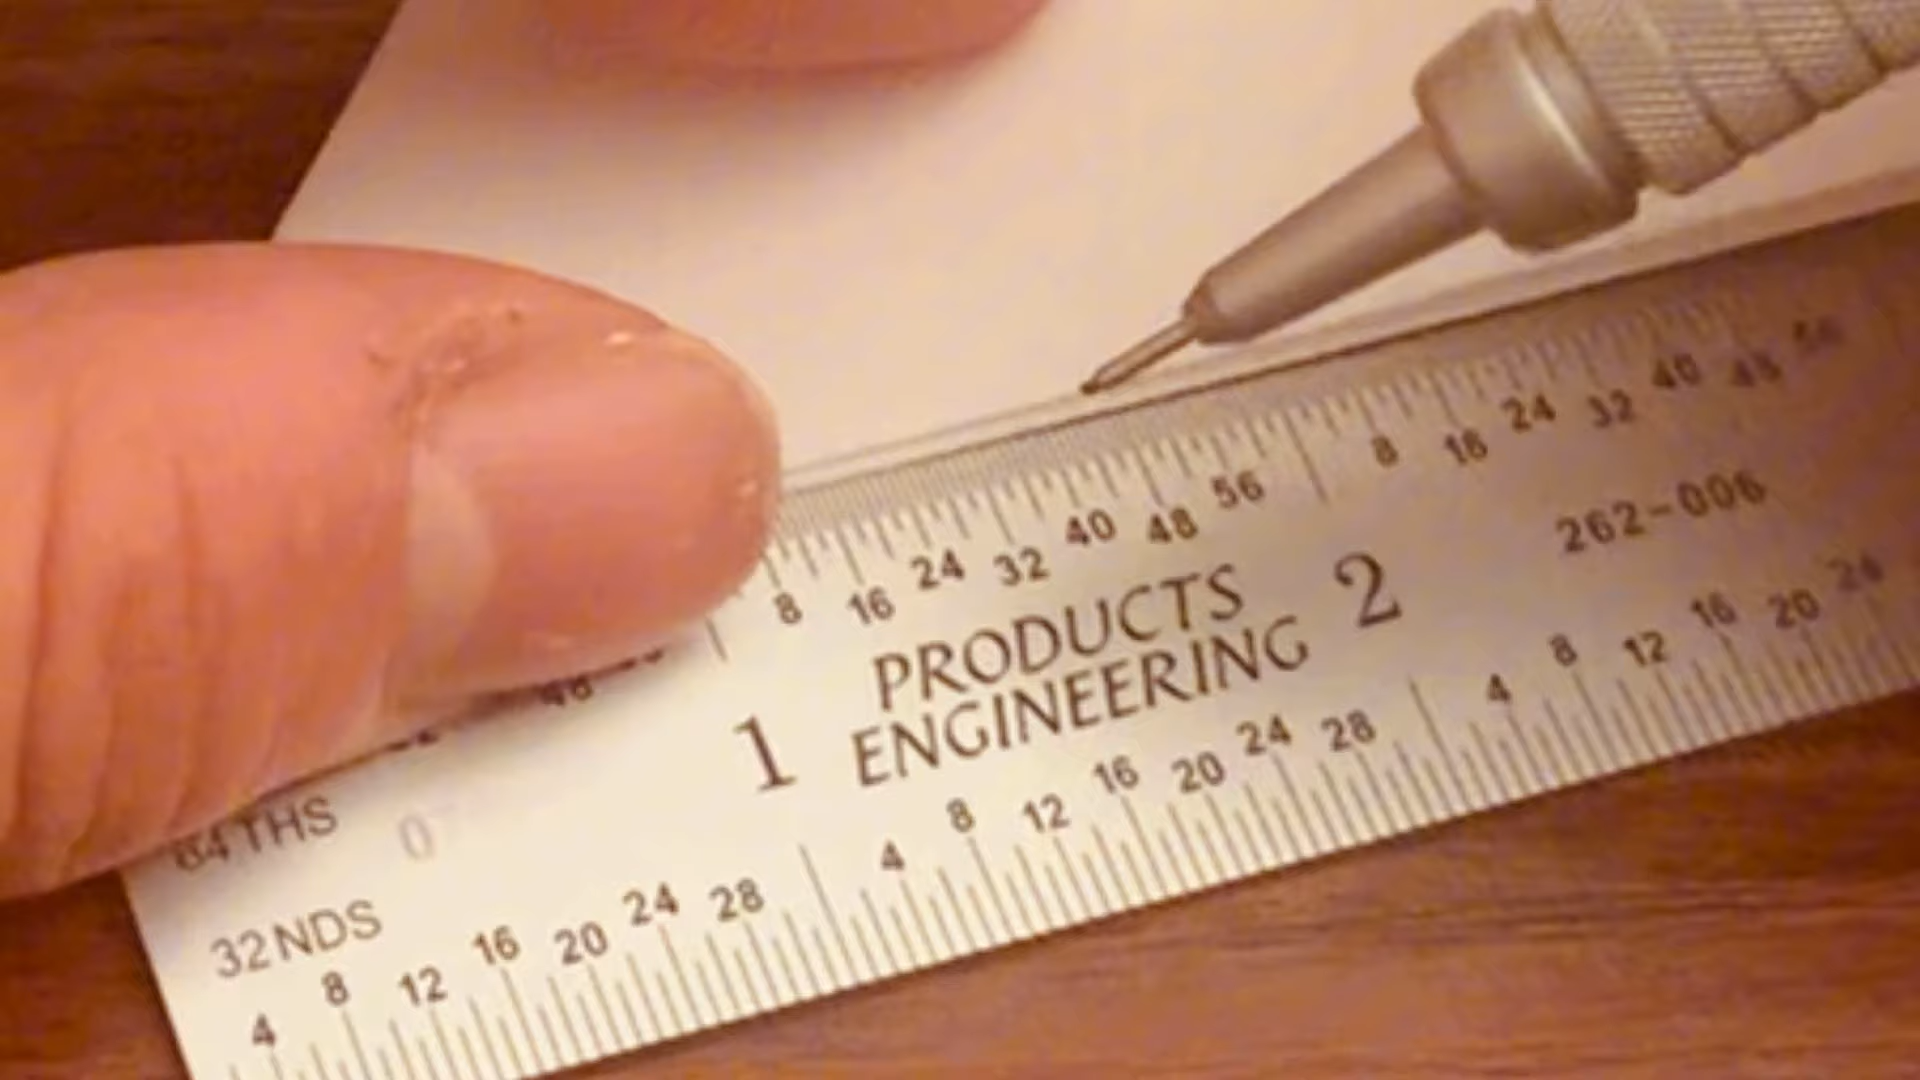 8 16 24 32 40 48 56 8 16 24 32 40 48 56
262-006
PRODUCTS
ENGINEERING
1 2
64THS 0
32NDS
4 8 12 16 20 24 28 4 8 12 16 20 24 28 4 8 12 16 20 24